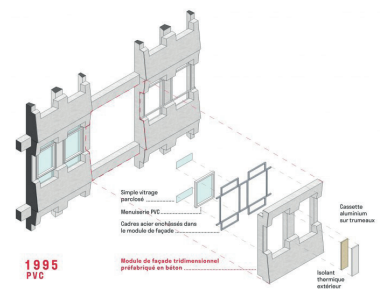 Simple vitrage
parclosé
Menuiserie PVC
Cadres acier enchâssés dans
le module de façade
Cassette
aluminium
sur trumeaux
1995
PVC
Module de façade tridimensionnel
préfabriqué en béton
Isolant
thermique
extérieur